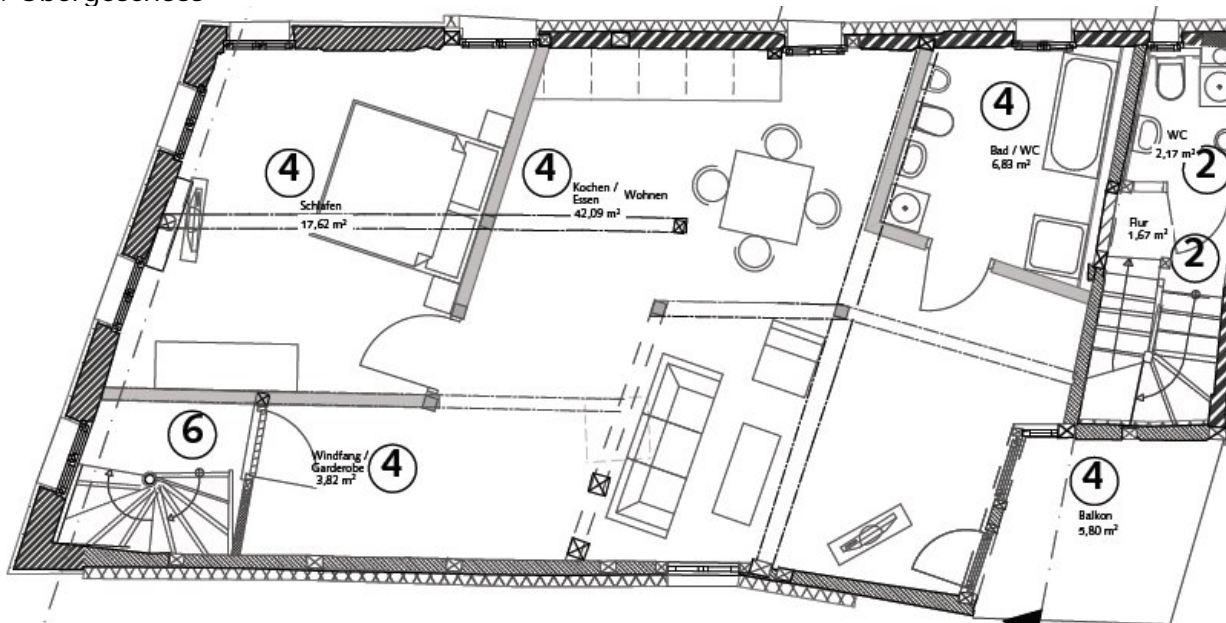 Obergeschoss
4
Schlafen
17,62 m²
4
Kochen / Wohnen
Essen
42,09 m²
4
Bad / WC
6,83 m²
WC
2,17 m²
2
Flur
1,67 m²
2
6
Windfang /
Garderobe
3,82 m²
4
4
Balkon
5,80 m²